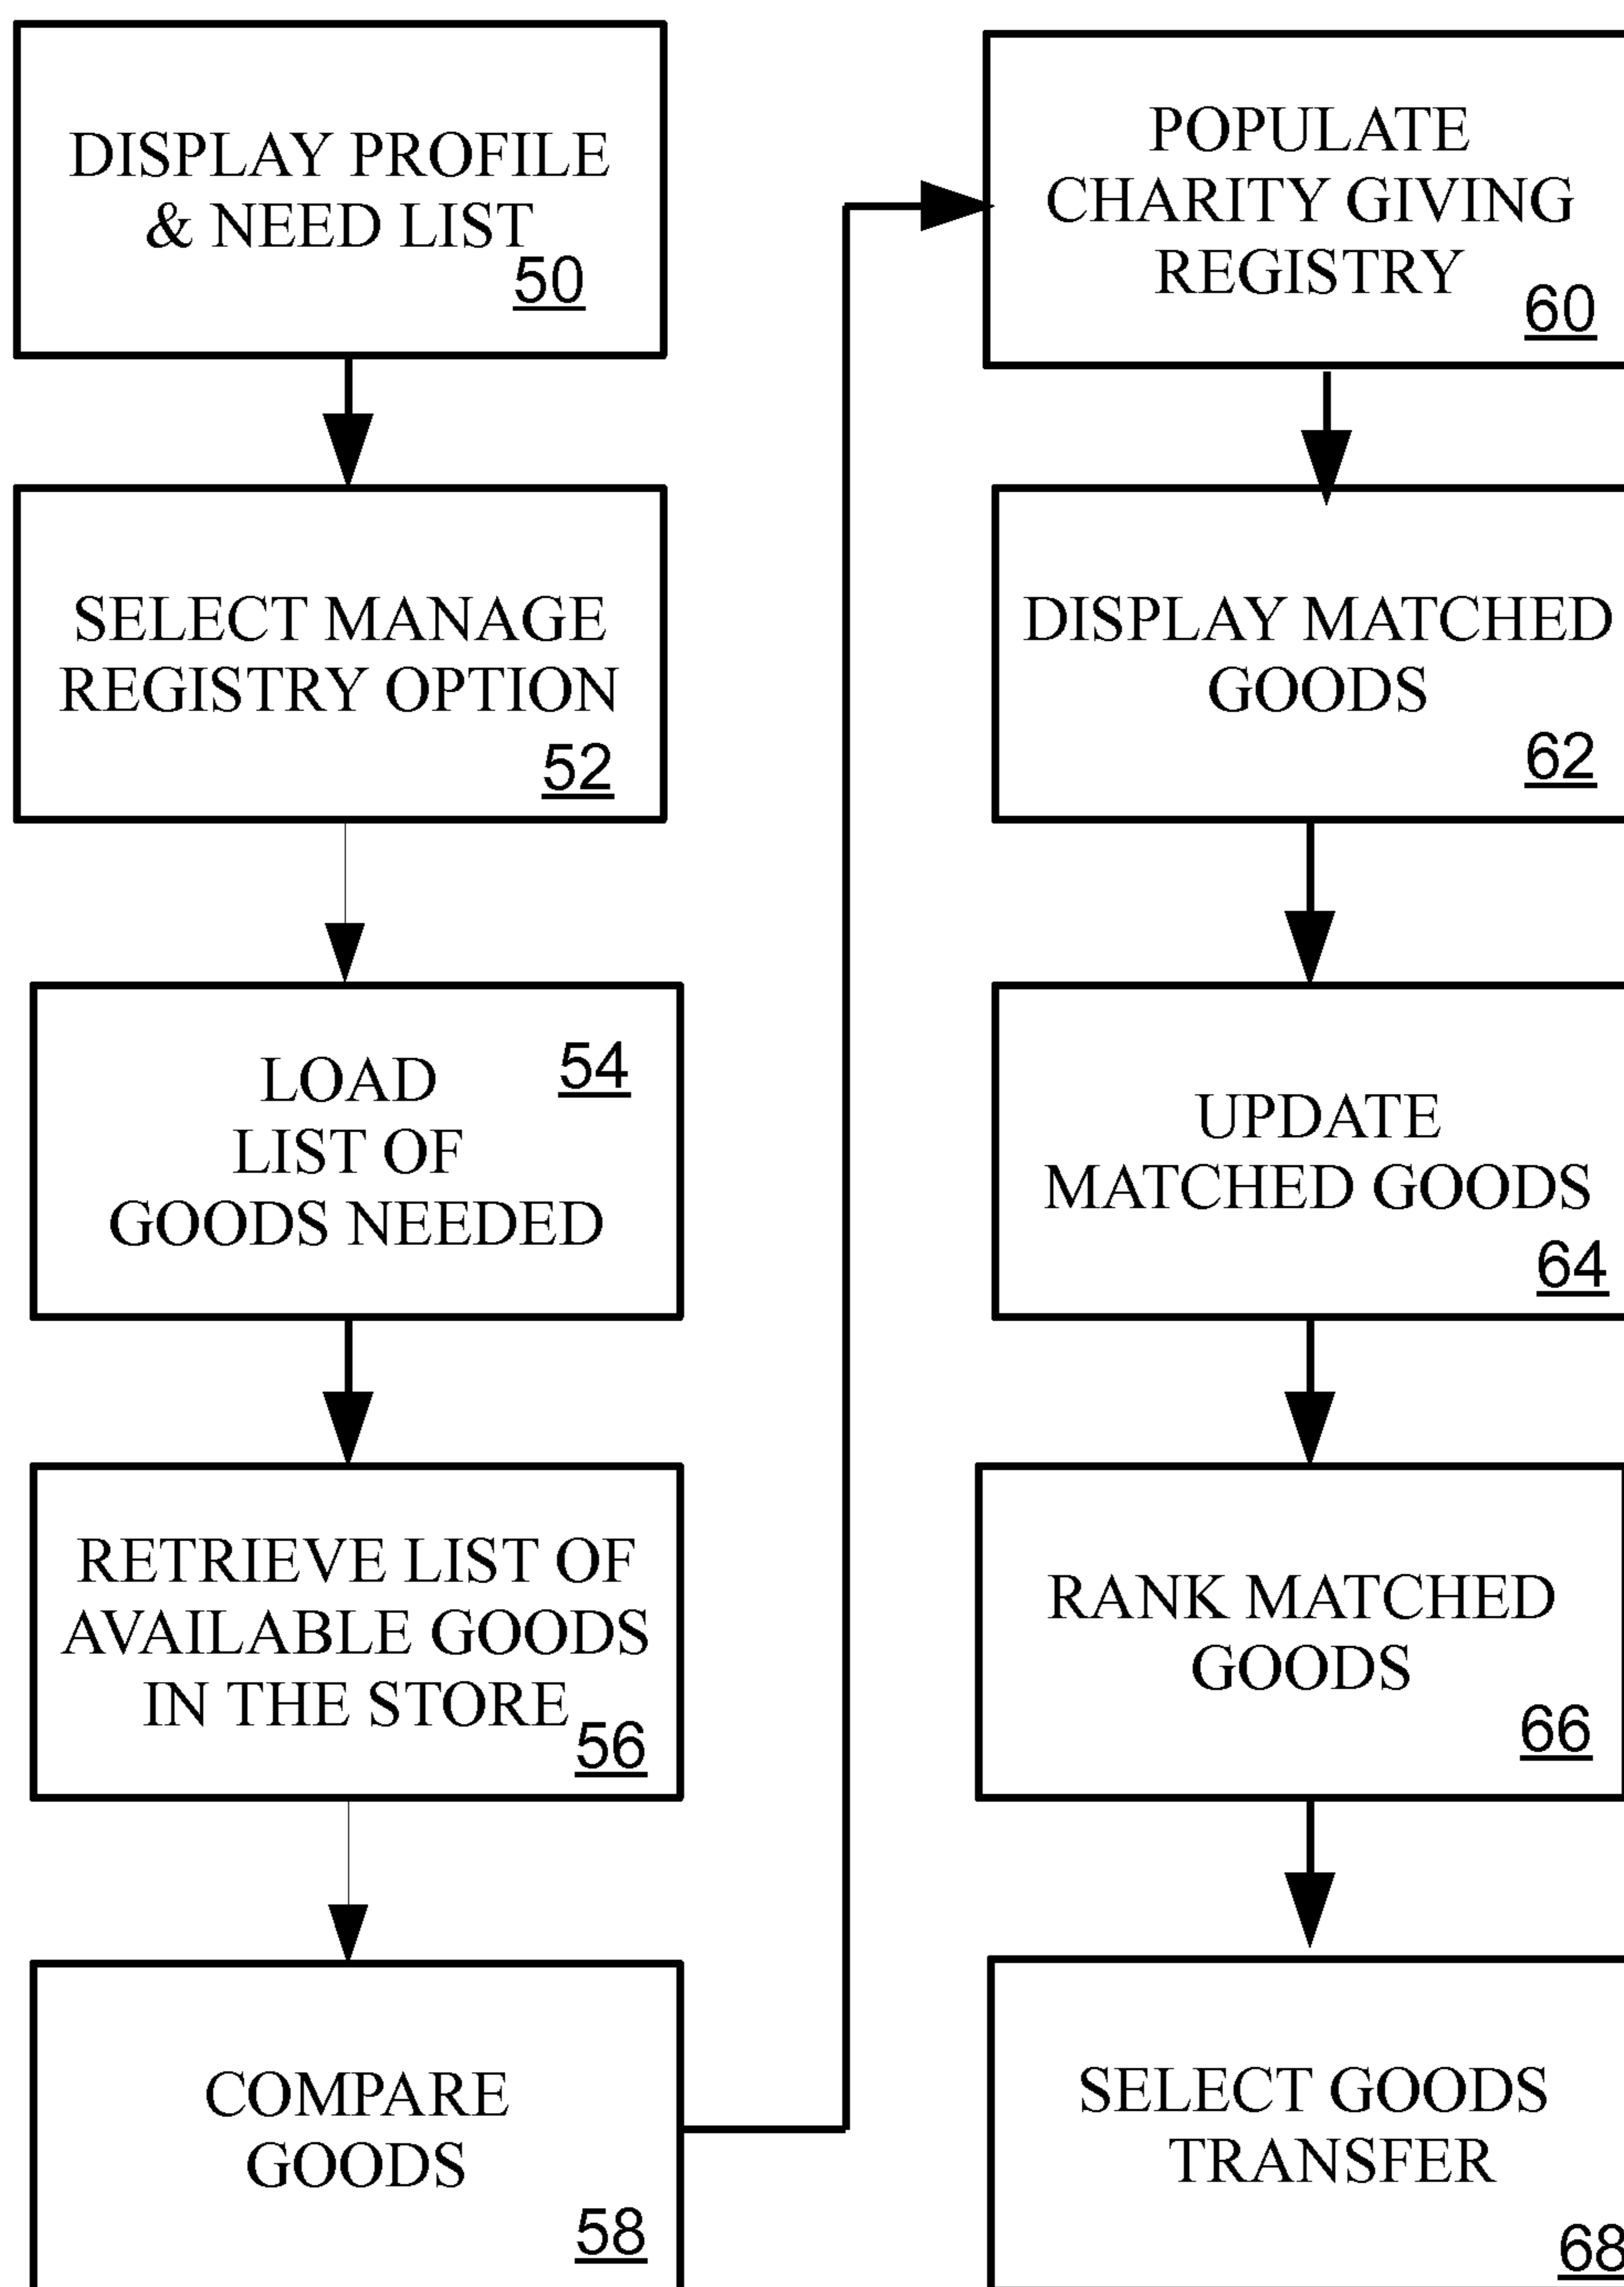 DISPLAY PROFILE
& NEED LIST
50
SELECT MANAGE
REGISTRY OPTION
52
54
LOAD
LIST OF
GOODS NEEDED
RETRIEVE LIST OF
AVAILABLE GOODS
IN THE STORE
56
COMPARE
GOODS
58
POPULATE
CHARITY GIVING
REGISTRY
60
DISPLAY MATCHED
GOODS
62
UPDATE
MATCHED GOODS
64
RANK MATCHED
GOODS
66
SELECT GOODS
TRANSFER
68